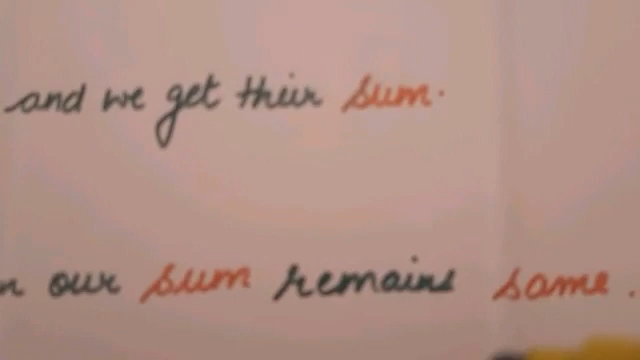 and we get their sum.
our sum remains same.